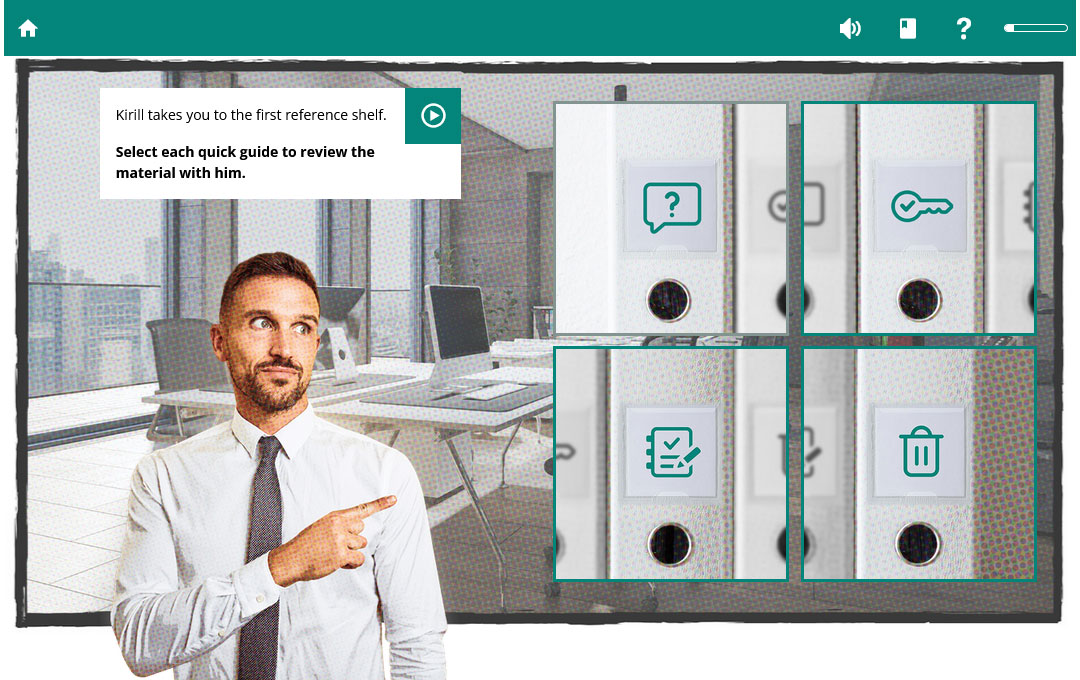 Kirill takes you to the first reference shelf.
Select each quick guide to review the
material with him.